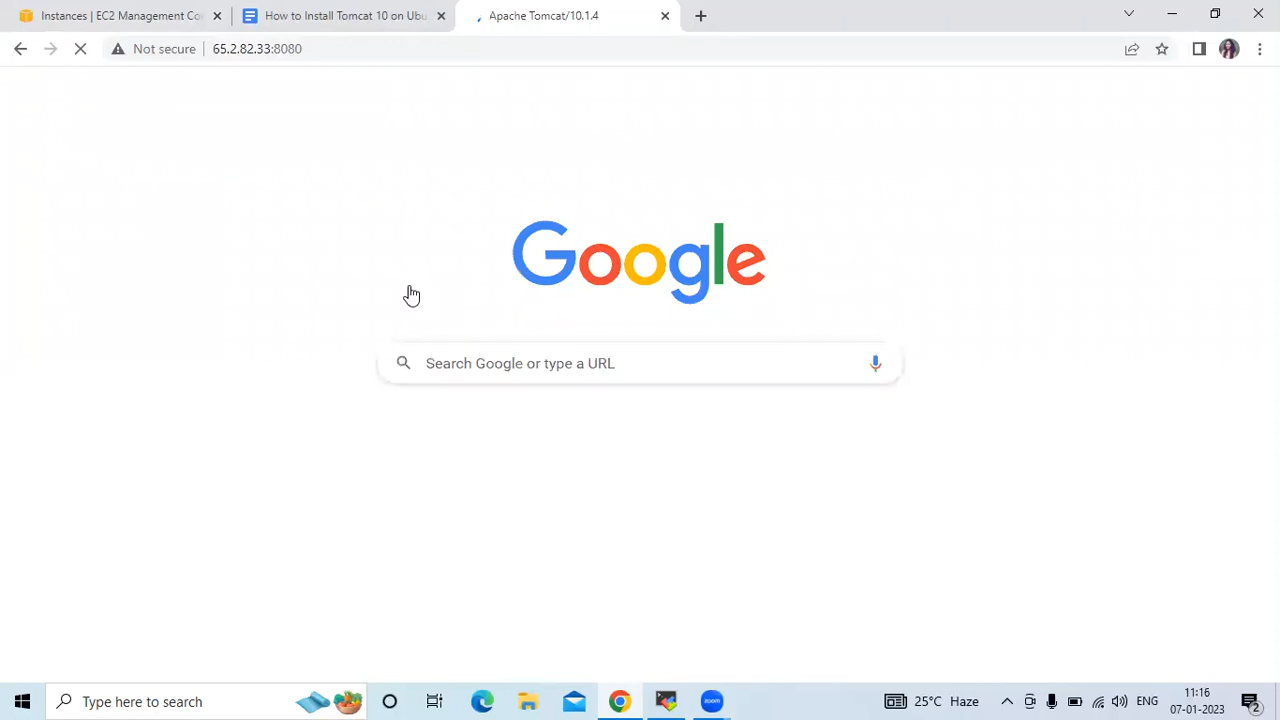 Instances | EC2 Management Co
How to Install Tomcat 10 on Ubu
Apache Tomcat/10.1.4
Not secure
65.2.82.33:8080
Google
Search Google or type a URL
Type here to search
zoom
25°C Haze
ENG
11:16
07-01-2023
2